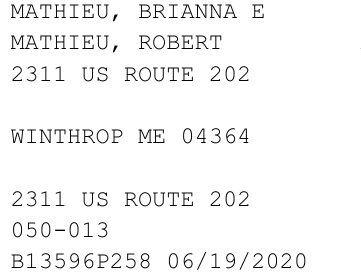 MATHIEU, BRIANNA E
MATHIEU, ROBERT
2311 US ROUTE 202
WINTHROP ME 04364
2311 US ROUTE 202
050-013
B13596P258 06/19/2020